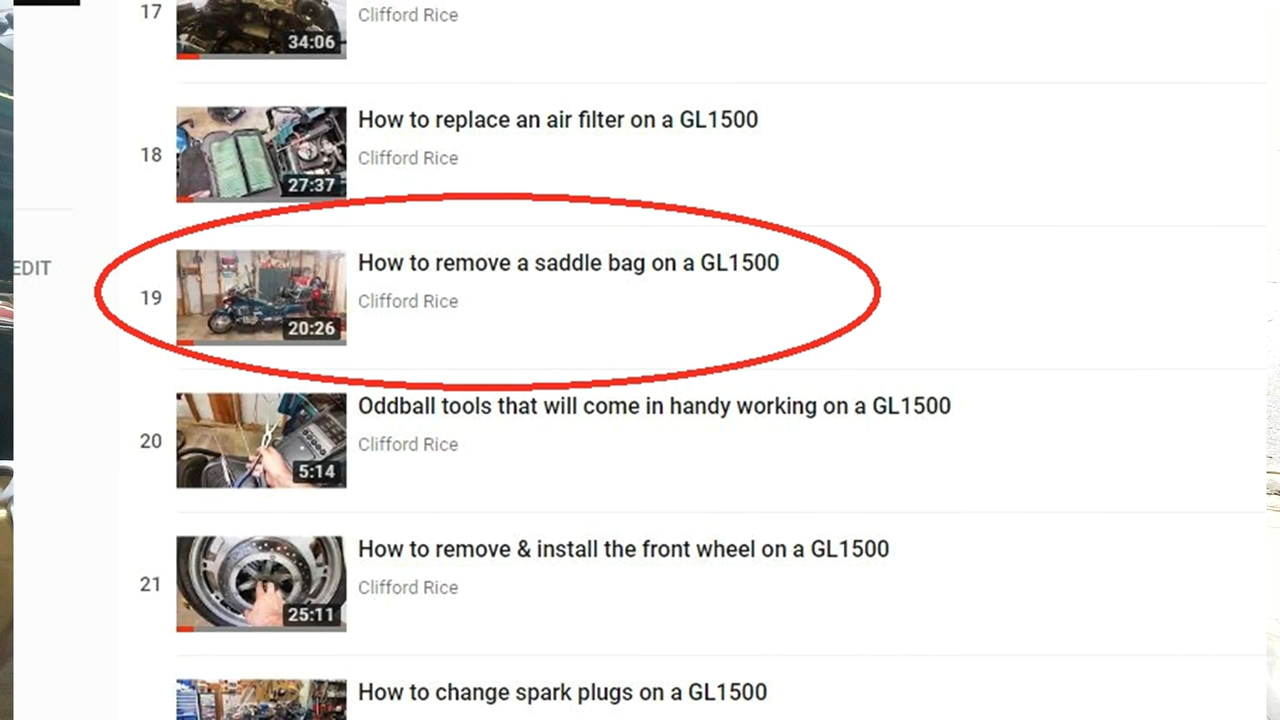 17
Clifford Rice
34:06
How to replace an air filter on a GL1500
18
Clifford Rice
27:37
How to remove a saddle bag on a GL1500
EDIT
19
Clifford Rice
20:26
Oddball tools that will come in handy working on a GL1500
20
Clifford Rice
5:14
How to remove & install the front wheel on a GL1500
21
Clifford Rice
25:11
How to change spark plugs on a GL1500